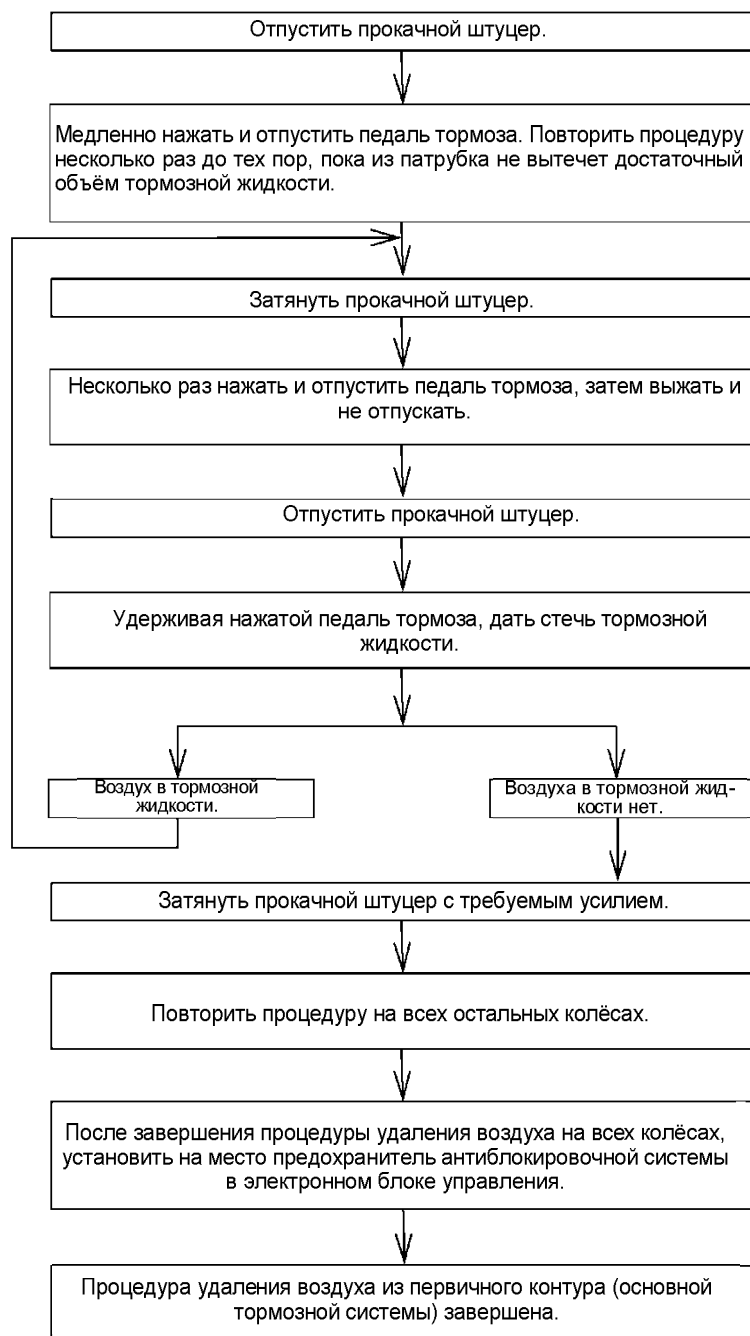 Отпустить прокачной штуцер.
Медленно нажать и отпустить педаль тормоза. Повторить процедуру
несколько раз до тех пор, пока из патрубка не вытечет достаточный
объём тормозной жидкости.
Затянуть прокачной штуцер.
Несколько раз нажать и отпустить педаль тормоза, затем выжать и
не отпускать.
Отпустить прокачной штуцер.
Удерживая нажатой педаль тормоза, дать стечь тормозной
жидкости.
Воздух в тормозной
жидкости.
Воздуха в тормозной жид-
кости нет.
Затянуть прокачной штуцер с требуемым усилием.
Повторить процедуру на всех остальных колёсах.
После завершения процедуры удаления воздуха на всех колёсах,
установить на место предохранитель антиблокировочной системы
в электронном блоке управления.
Процедура удаления воздуха из первичного контура (основной
тормозной системы) завершена.